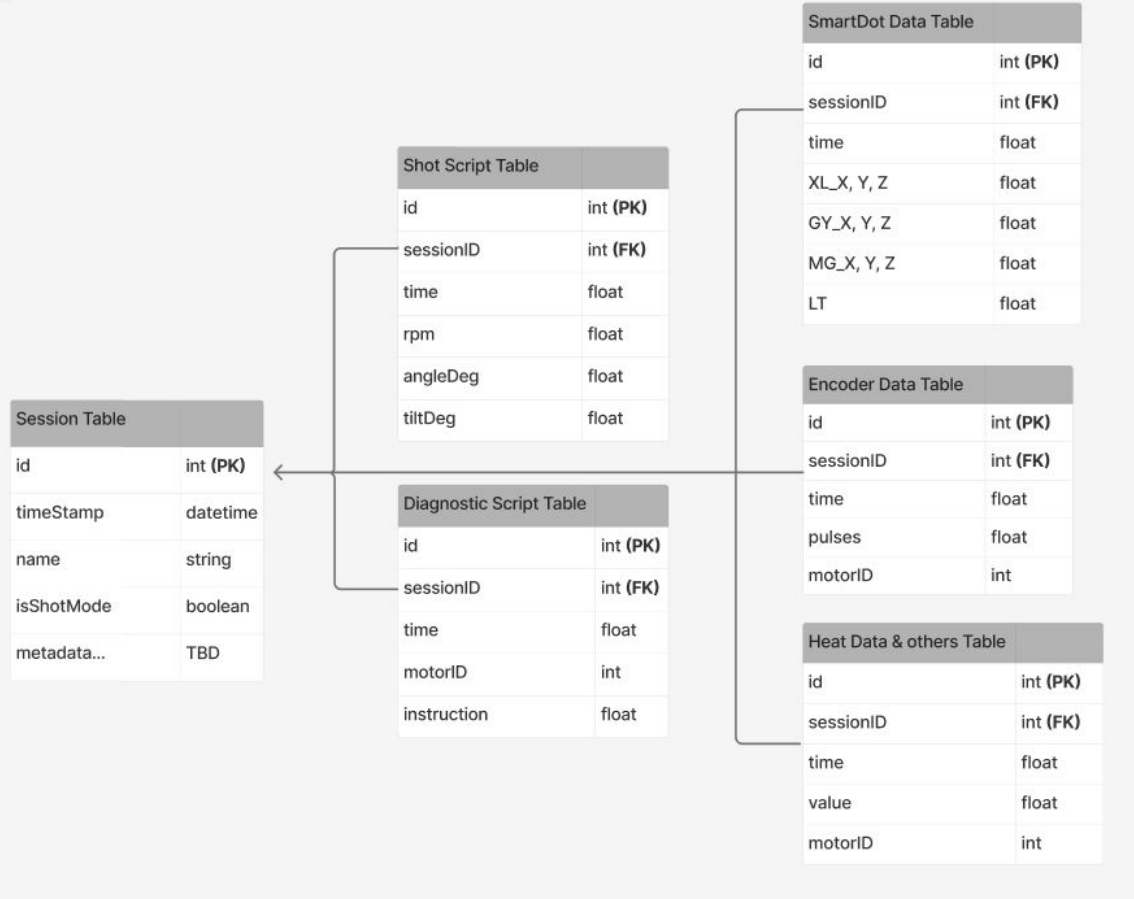 Session Table
id int (PK)
timeStamp datetime
name string
isShotMode boolean
metadata... TBD
Shot Script Table
id int (PK)
sessionID int (FK)
time float
rpm float
angleDeg float
tiltDeg float
Diagnostic Script Table
id int (PK)
sessionID int (FK)
time float
motorID int
instruction float
SmartDot Data Table
id int (PK)
sessionID int (FK)
time float
XL_X, Y, Z float
GY_X, Y, Z float
MG_X, Y, Z float
LT float
Encoder Data Table
id int (PK)
sessionID int (FK)
time float
pulses float
motorID int
Heat Data & others Table
id int (PK)
sessionID int (FK)
time float
value float
motorID int